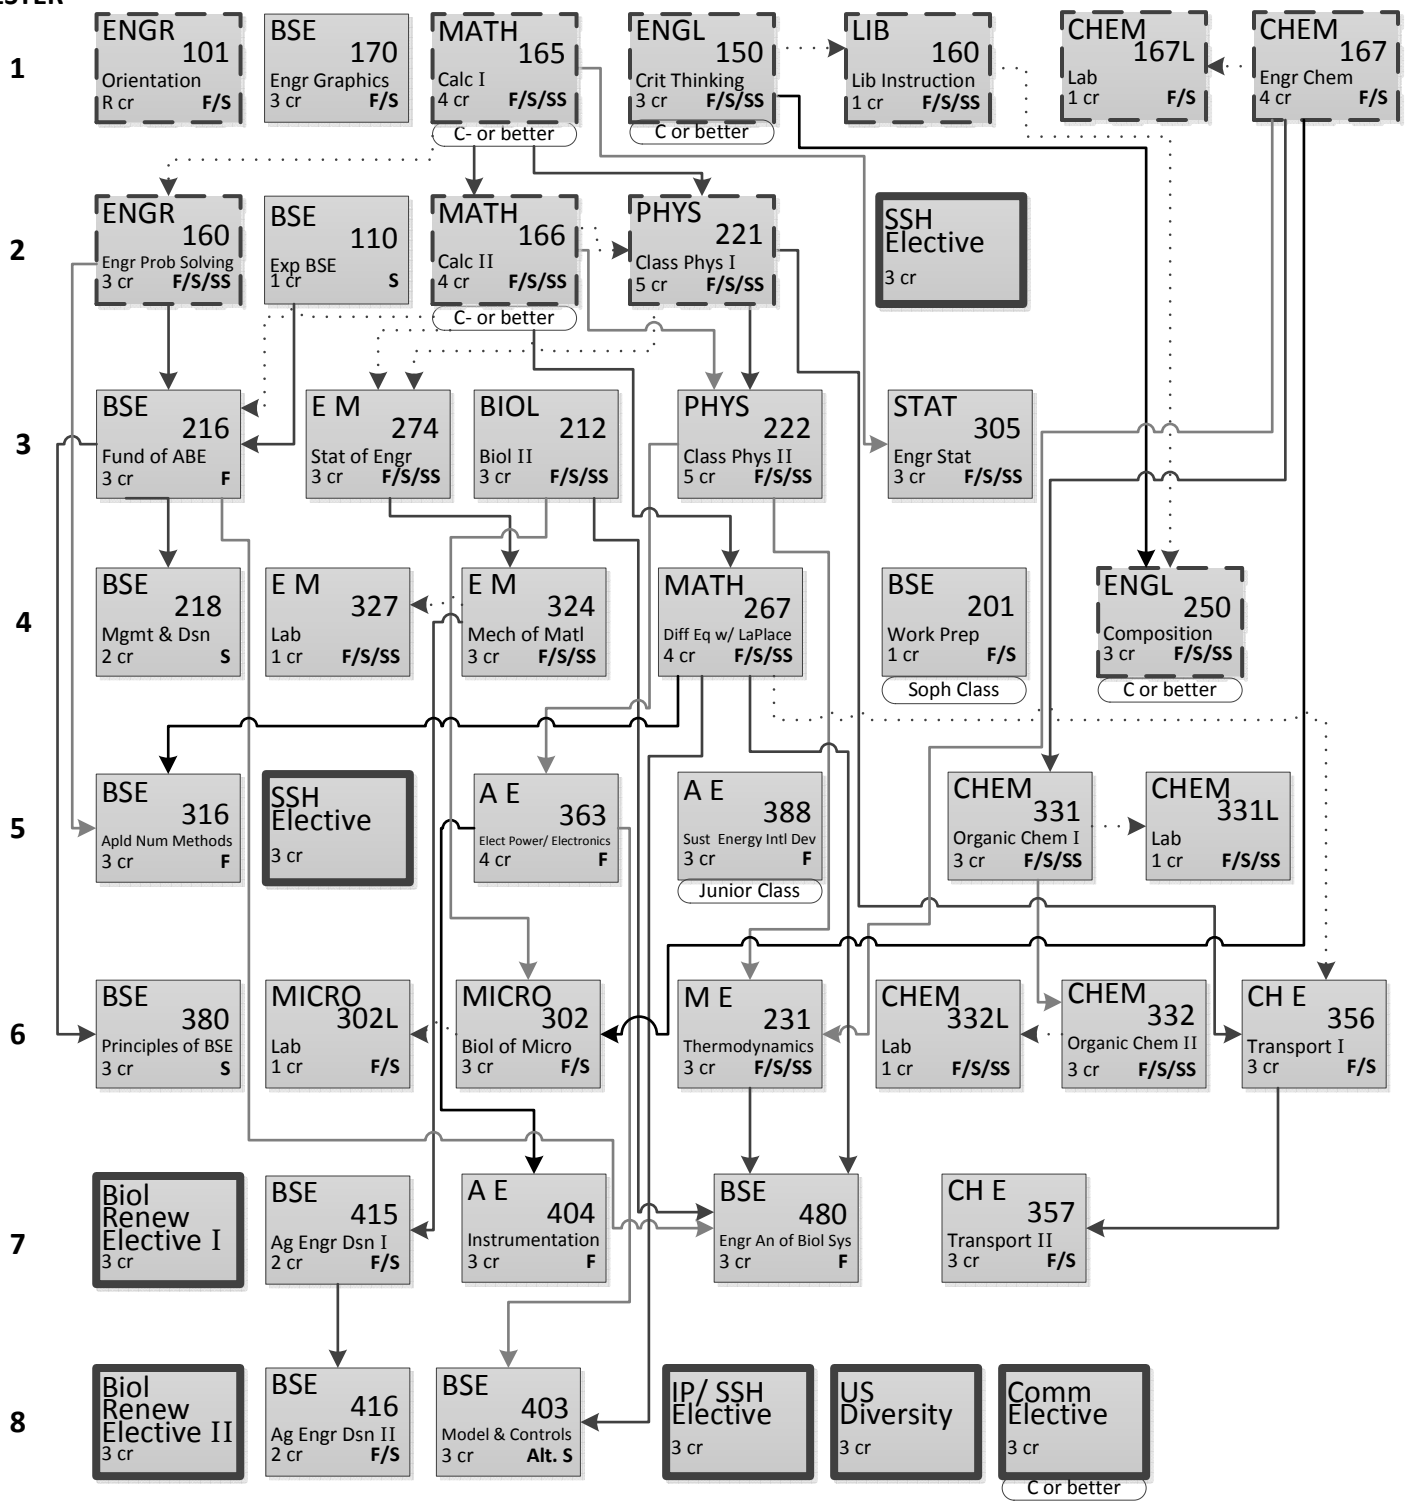 ESTER
1
ENGR
101
Orientation
R cr F/S
BSE
170
Engr Graphics
3 cr F/S
MATH
165
Calc I
4 cr F/S/SS
C- or better
ENGL
150
Crit Thinking
3 cr F/S/SS
C or better
LIB
160
Lib Instruction
1 cr F/S/SS
CHEM
167L
Lab
1 cr F/S
CHEM
167
Engr Chem
4 cr F/S
2
ENGR
160
Engr Prob Solving
3 cr F/S/SS
BSE
110
Exp BSE
1 cr S
MATH
166
Calc II
4 cr F/S/SS
C- or better
PHYS
221
Class Phys I
5 cr F/S/SS
SSH
Elective
3 cr
3
BSE
216
Fund of ABE
3 cr F
E M
274
Stat of Engr
3 cr F/S/SS
BIOL
212
Biol II
3 cr F/S/SS
PHYS
222
Class Phys II
5 cr F/S/SS
STAT
305
Engr Stat
3 cr F/S/SS
4
BSE
218
Mgmt & Dsn
2 cr S
E M
327
Lab
1 cr F/S/SS
E M
324
Mech of Matl
3 cr F/S/SS
MATH
267
Diff Eq w/ LaPlace
4 cr F/S/SS
BSE
201
Work Prep
1 cr F/S
Soph Class
ENGL
250
Composition
3 cr F/S/SS
C or better
5
BSE
316
Apld Num Methods
3 cr F
SSH
Elective
3 cr
A E
363
Elect Power/ Electronics
4 cr F
A E
388
Sust Energy Intl Dev
3 cr F
Junior Class
CHEM
331
Organic Chem I
3 cr F/S/SS
CHEM
331L
Lab
1 cr F/S/SS
6
BSE
380
Principles of BSE
3 cr S
MICRO
302L
Lab
1 cr F/S
MICRO
302
Biol of Micro
3 cr F/S
M E
231
Thermodynamics
3 cr F/S/SS
CHEM
332L
Lab
1 cr F/S/SS
CHEM
332
Organic Chem II
3 cr F/S/SS
CH E
356
Transport I
3 cr F/S
7
Biol
Renew
Elective I
3 cr
BSE
415
Ag Engr Dsn I
2 cr F/S
A E
404
Instrumentation
3 cr F
BSE
480
Engr An of Biol Sys
3 cr F
CH E
357
Transport II
3 cr F/S
8
Biol
Renew
Elective II
3 cr
BSE
416
Ag Engr Dsn II
2 cr F/S
BSE
403
Model & Controls
3 cr Alt. S
IP/ SSH
Elective
3 cr
US
Diversity
3 cr
Comm
Elective
3 cr
C or better